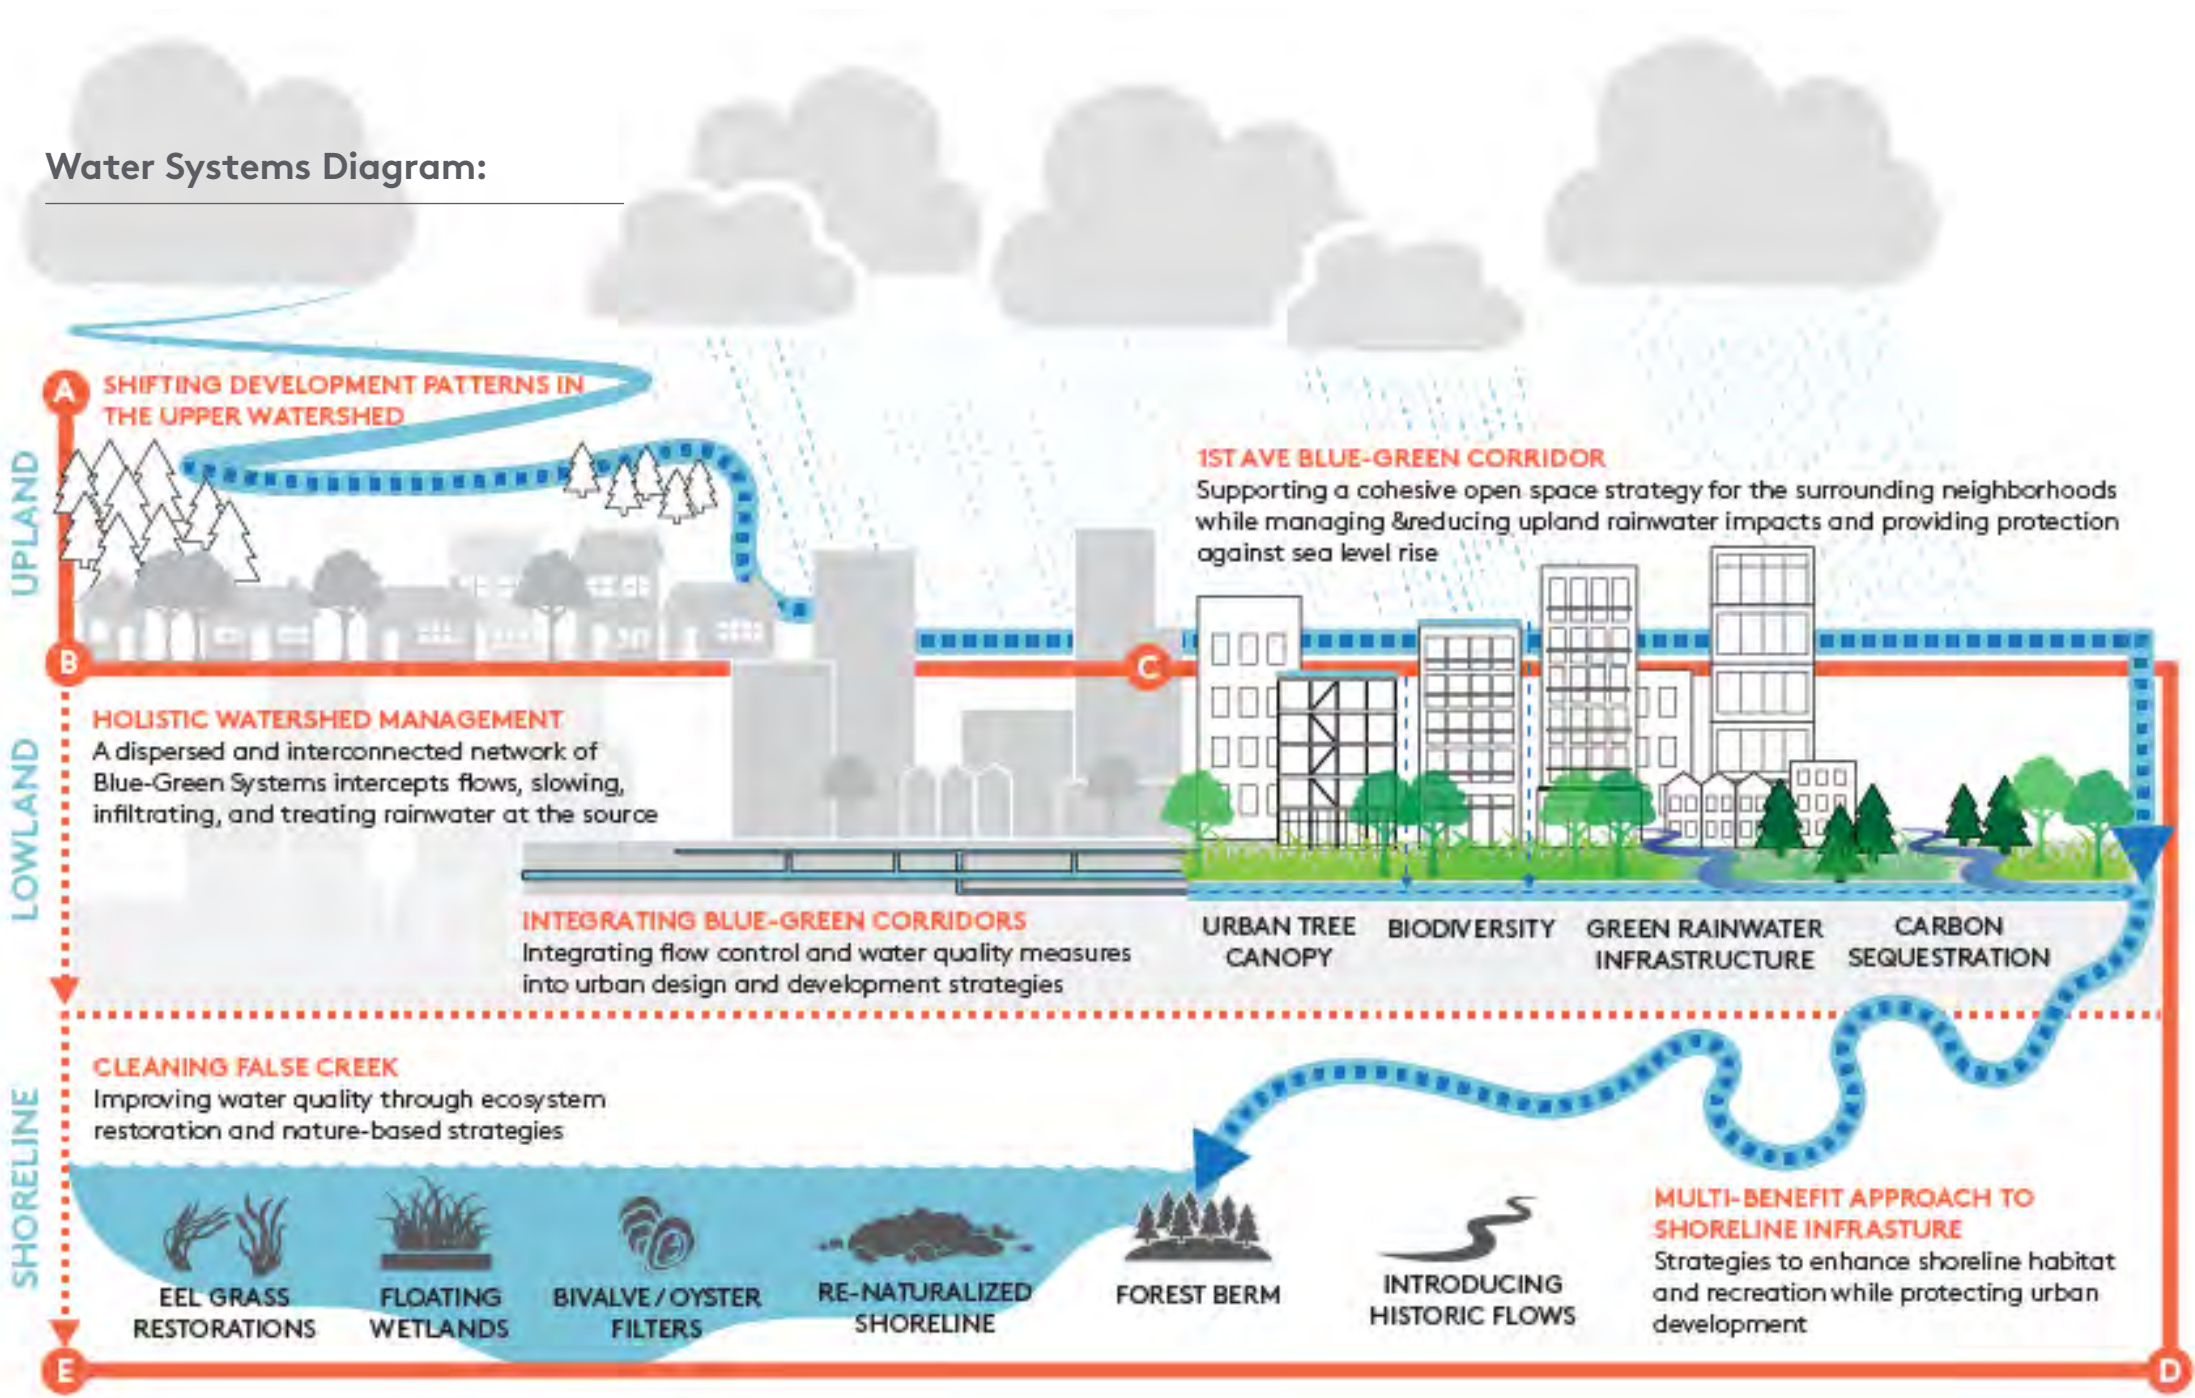 Water Systems Diagram:
A
SHIFTING DEVELOPMENT PATTERNS IN
THE UPPER WATERSHED
UPLAND
1ST AVE BLUE-GREEN CORRIDOR
Supporting a cohesive open space strategy for the surrounding neighborhoods
while managing &reducing upland rainwater impacts and providing protection
against sea level rise
B
C
LOWLAND
HOLISTIC WATERSHED MANAGEMENT
A dispersed and interconnected network of
Blue-Green Systems intercepts flows, slowing,
infiltrating, and treating rainwater at the source
INTEGRATING BLUE-GREEN CORRIDORS
Integrating flow control and water quality measures
into urban design and development strategies
URBAN TREE
CANOPY
BIODIVERSITY
GREEN RAINWATER
INFRASTRUCTURE
CARBON
SEQUESTRATION
SHORELINE
CLEANING FALSE CREEK
Improving water quality through ecosystem
restoration and nature-based strategies
EEL GRASS
RESTORATIONS
FLOATING
WETLANDS
BIVALVE / OYSTER
FILTERS
RE-NATURALIZED
SHORELINE
FOREST BERM
INTRODUCING
HISTORIC FLOWS
MULTI-BENEFIT APPROACH TO
SHORELINE INFRASTURE
Strategies to enhance shoreline habitat
and recreation while protecting urban
development
E
D